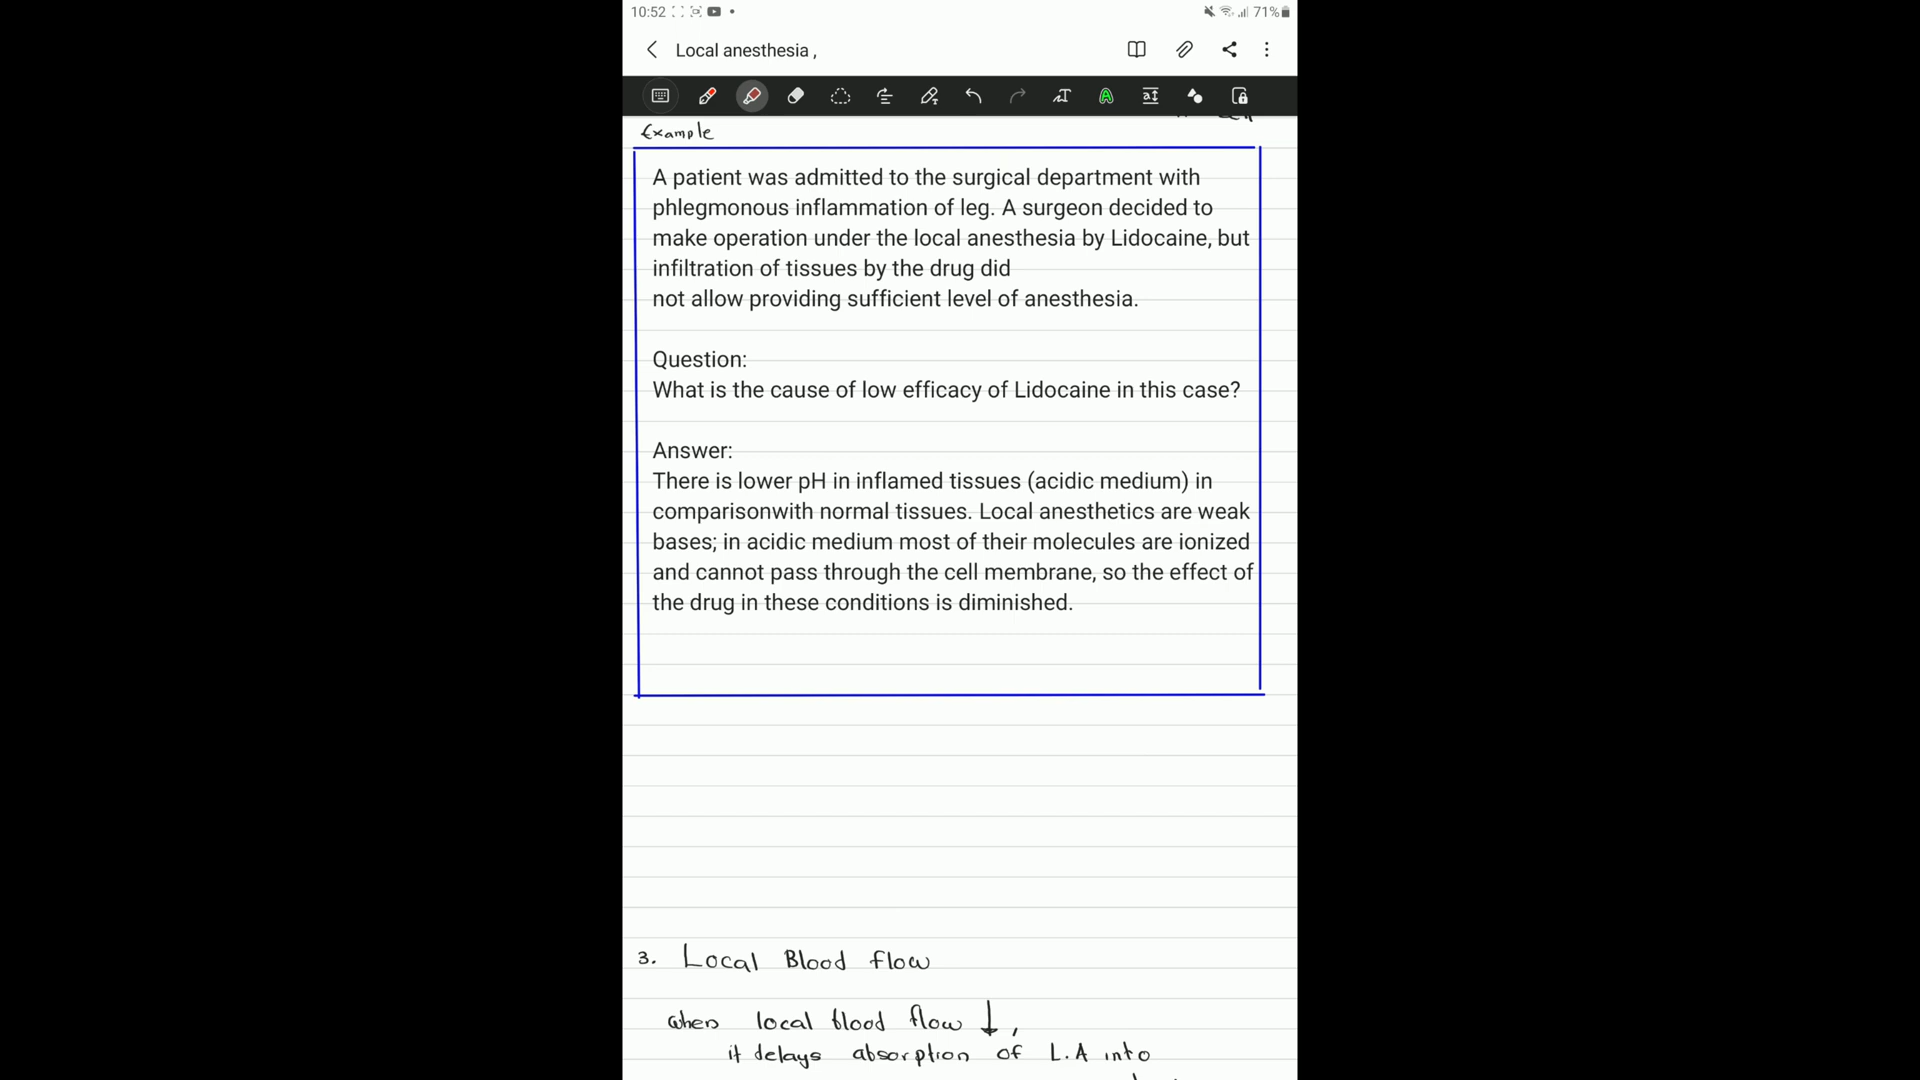 10:52
71%
Local anesthesia ,
Example
A patient was admitted to the surgical department with
phlegmonous inflammation of leg. A surgeon decided to
make operation under the local anesthesia by Lidocaine, but
infiltration of tissues by the drug did
not allow providing sufficient level of anesthesia.
Question:
What is the cause of low efficacy of Lidocaine in this case?
Answer:
There is lower pH in inflamed tissues (acidic medium) in
comparisonwith normal tissues. Local anesthetics are weak
bases; in acidic medium most of their molecules are ionized
and cannot pass through the cell membrane, so the effect of
the drug in these conditions is diminished.
3. Local Blood flow
when local blood flow ↓,
it delays absorption of L.A into